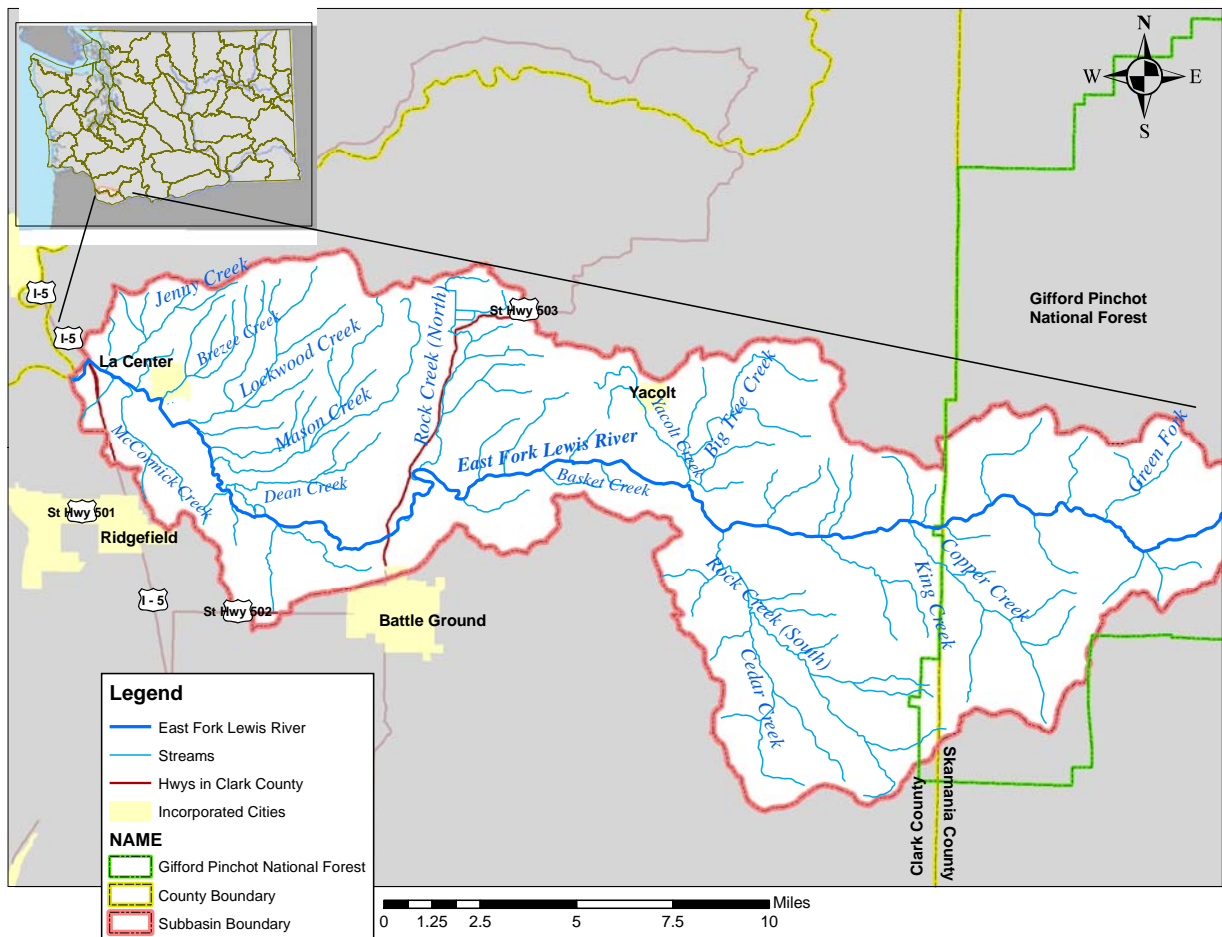 N
W
E
S
I-5
I-5
Jenny Creek
Brezee Creek
Lockwood Creek
La Center
Mason Creek
McCormick Creek
Dean Creek
Rock Creek (North)
St Hwy 503
East Fork Lewis River
Basket Creek
Yacolt
Yacolt Creek
Big Tree Creek
Gifford Pinchot
National Forest
Green Fork
Copper Creek
King Creek
Rock Creek (South)
Cedar Creek
St Hwy 501
Ridgefield
I - 5
St Hwy 502
Battle Ground
Clark County
Skamania County
Legend
East Fork Lewis River
Streams
Hwys in Clark County
Incorporated Cities
NAME
Gifford Pinchot National Forest
County Boundary
Subbasin Boundary
Miles
0
1.25
2.5
5
7.5
10